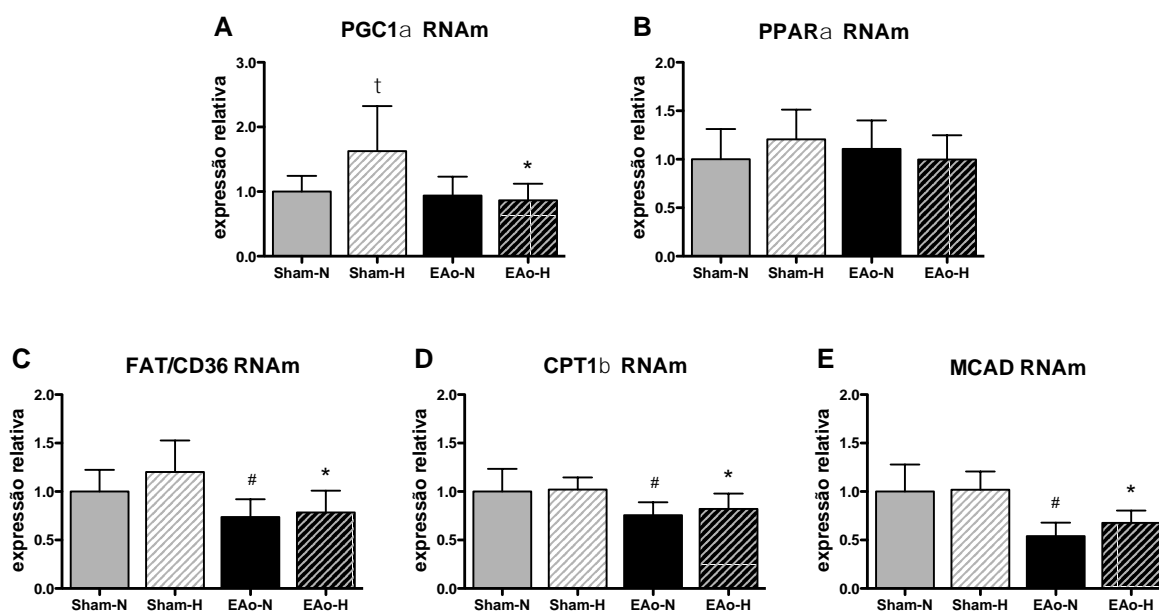 A
PGC1a RNAm
expressão relativa
3.0
2.0
1.0
0.0
t
*
Sham-N Sham-H EAo-N EAo-H
B
PPARa RNAm
expressão relativa
2.0
1.5
1.0
0.5
0.0
Sham-N Sham-H EAo-N EAo-H
C
FAT/CD36 RNAm
expressão relativa
2.0
1.5
1.0
0.5
0.0
# *
Sham-N Sham-H EAo-N EAo-H
D
CPT1b RNAm
expressão relativa
2.0
1.5
1.0
0.5
0.0
# *
Sham-N Sham-H EAo-N EAo-H
E
MCAD RNAm
expressão relativa
2.0
1.5
1.0
0.5
0.0
# *
Sham-N Sham-H EAo-N EAo-H